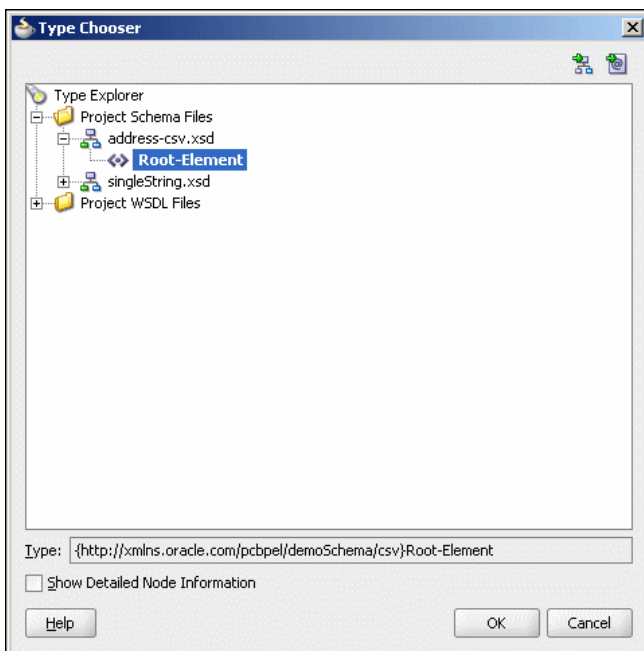 Type Chooser
Type Explorer
Project Schema Files
address-csv.xsd
Root-Element
singleString.xsd
Project WSDL Files
Type: {http://xmlns.oracle.com/pcbpel/demoSchema/csv}Root-Element
Show Detailed Node Information
Help OK Cancel